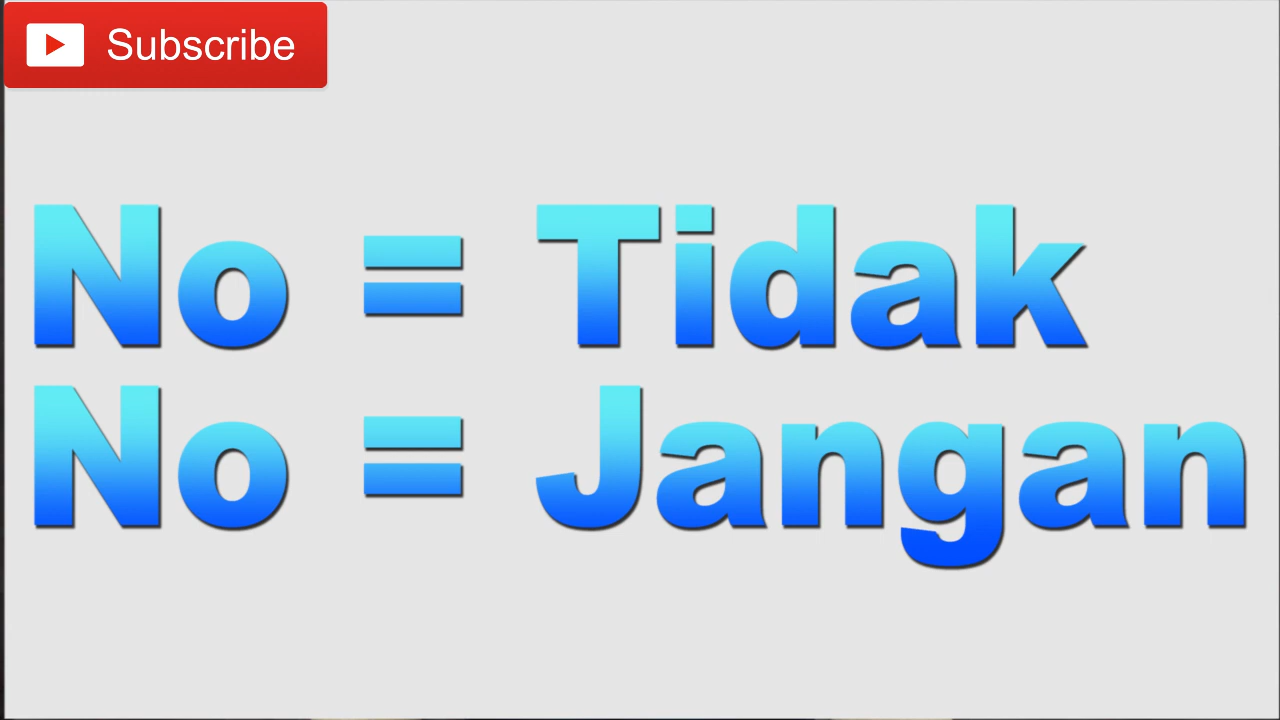 Subscribe
No = Tidak
No = Jangan